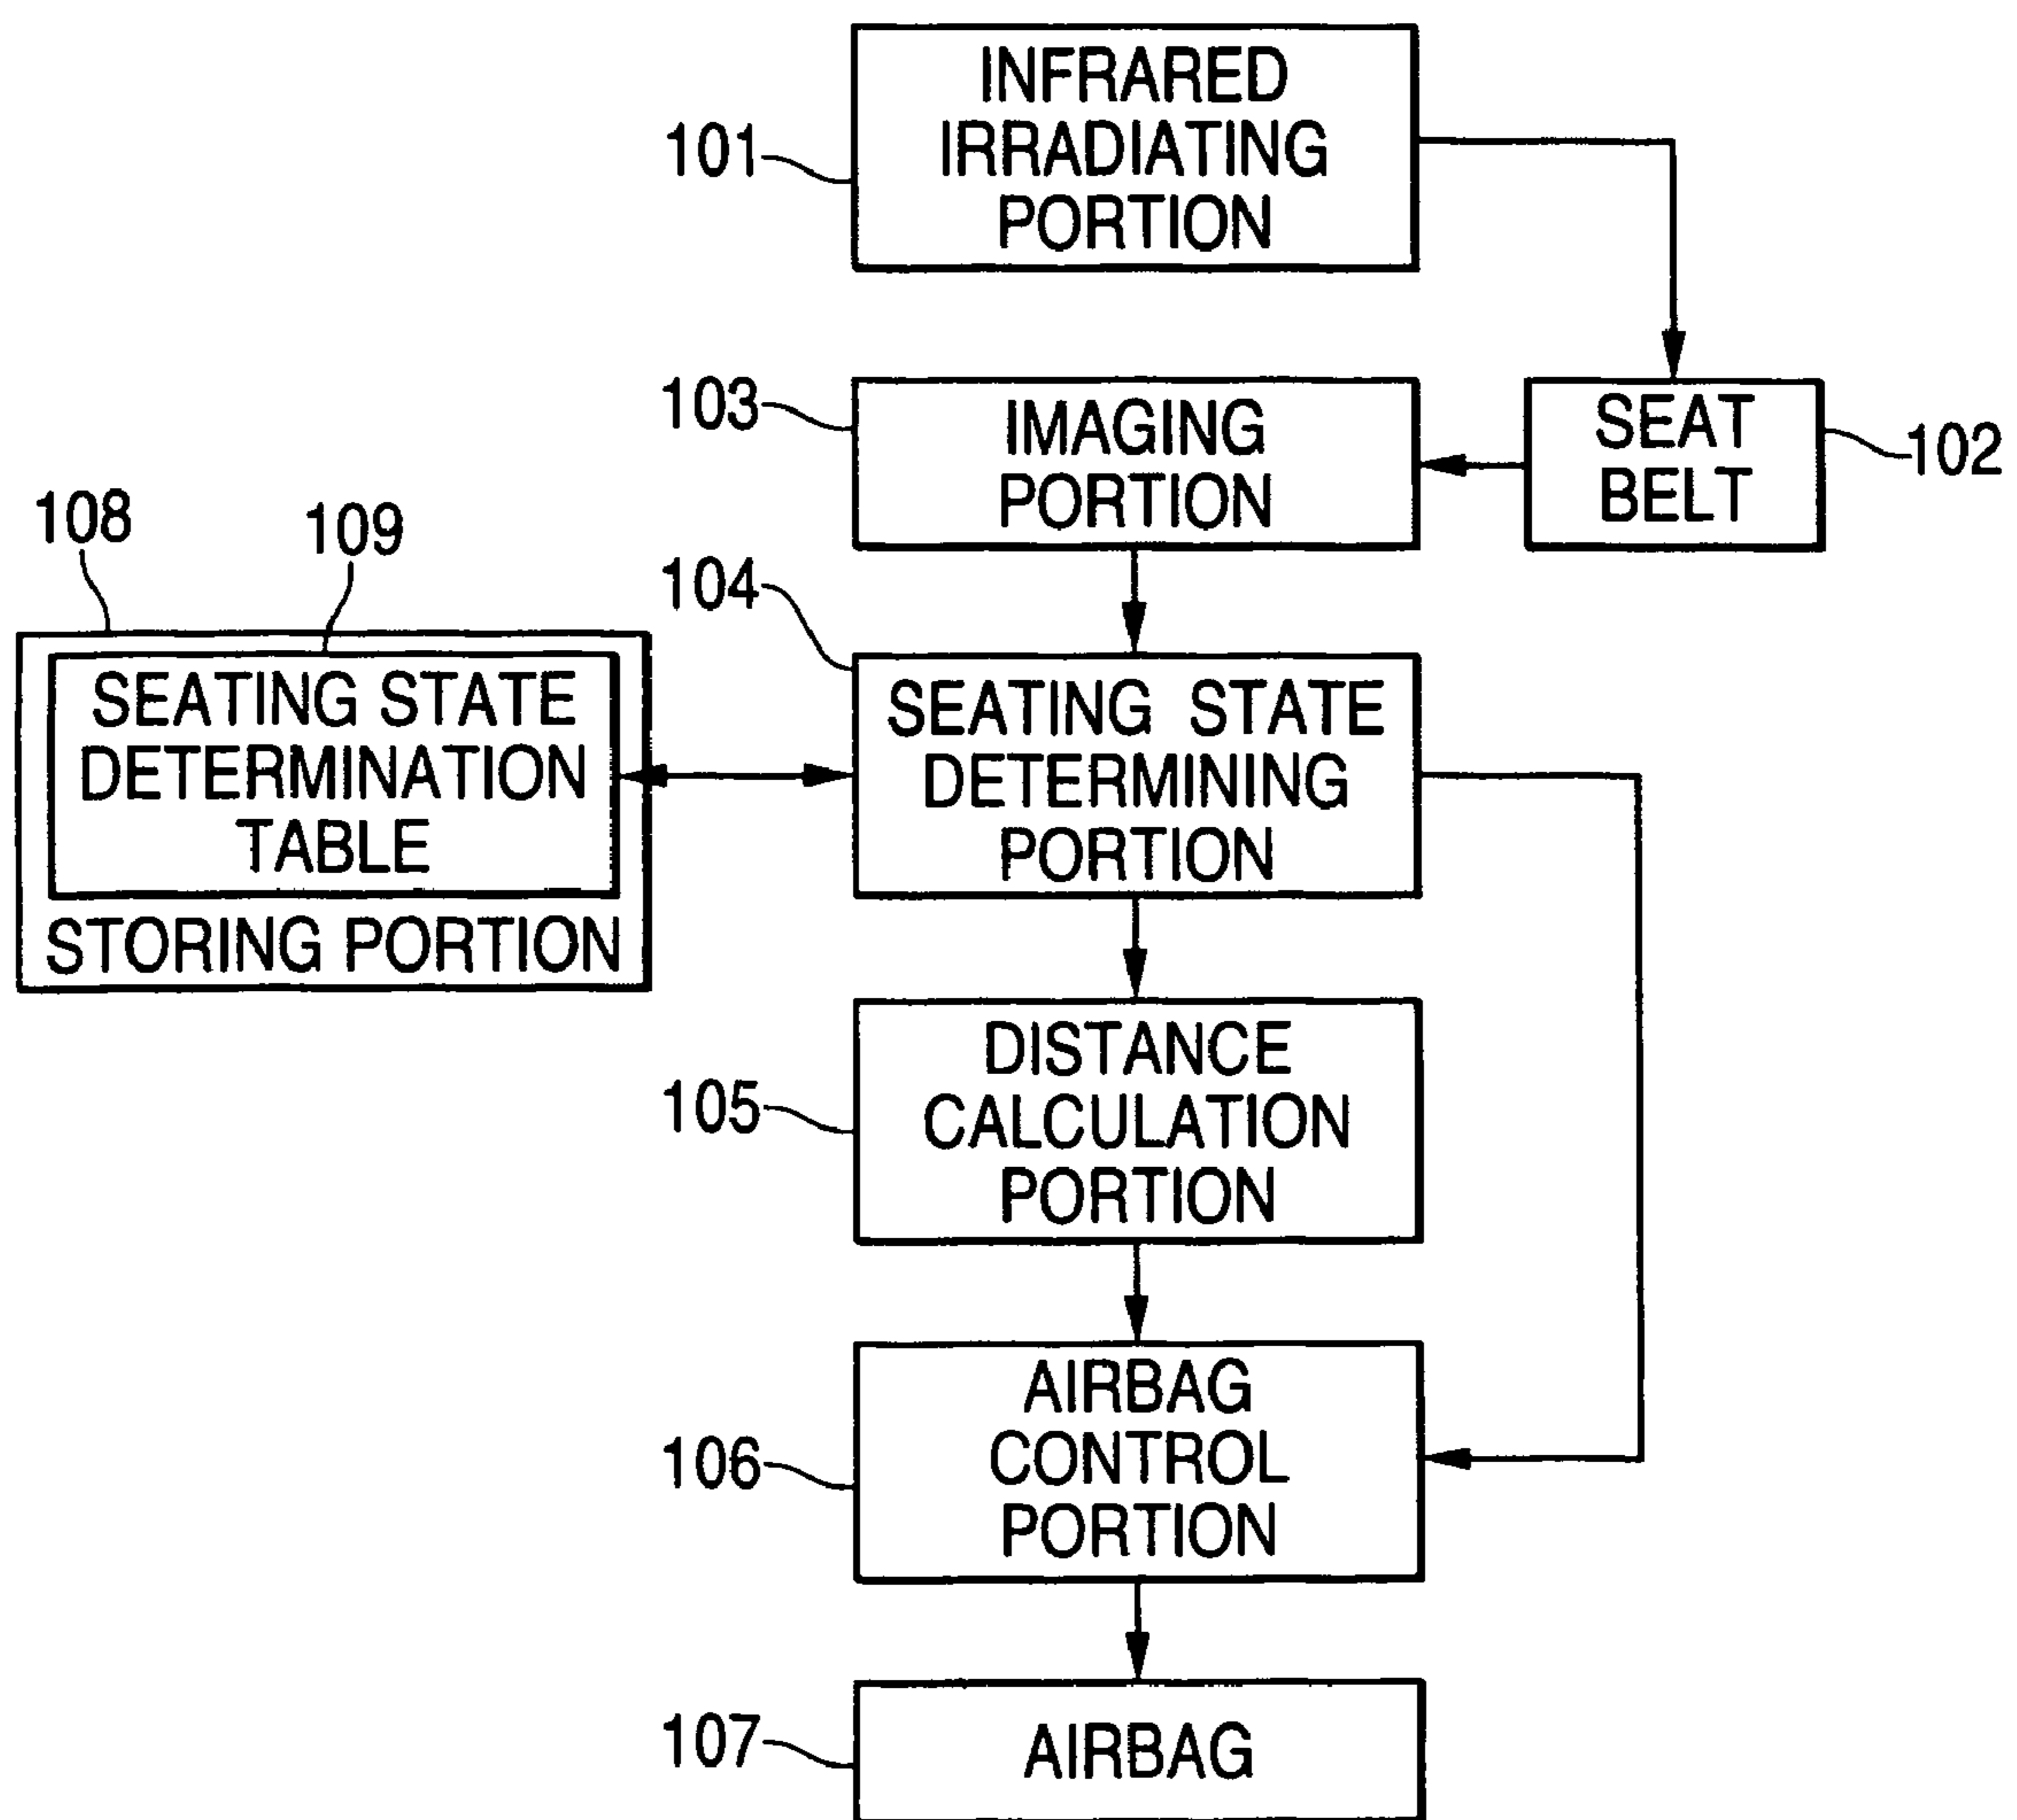 INFRARED
IRRADIATING
PORTION
101
103
IMAGING
PORTION
SEAT
BELT
102
108
109
104
SEATING STATE
DETERMINATION
TABLE
STORING PORTION
SEATING STATE
DETERMINING
PORTION
105
DISTANCE
CALCULATION
PORTION
106
AIRBAG
CONTROL
PORTION
107
AIRBAG